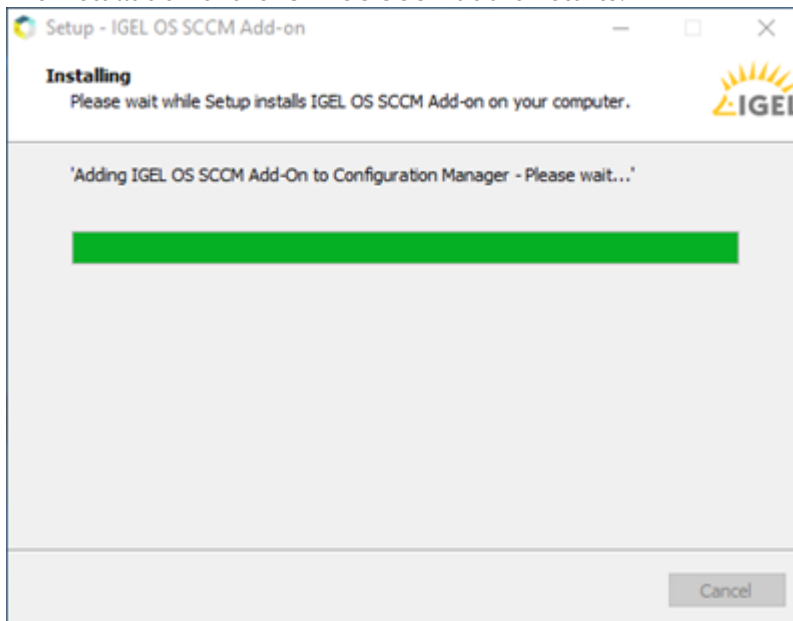 Setup - IGEL OS SCCM Add-on
Installing
Please wait while Setup installs IGEL OS SCCM Add-on on your computer.
IGEL
'Adding IGEL OS SCCM Add-On to Configuration Manager - Please wait...'
Cancel